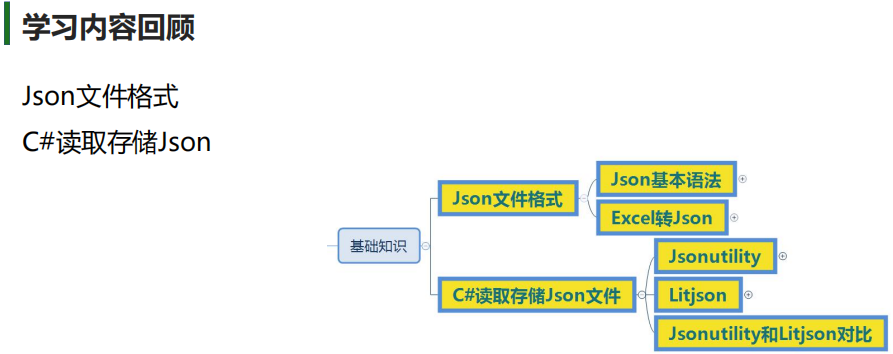 学习内容回顾
Json文件格式
C#读取存储Json
基础知识
Json文件格式
Json基本语法
Excel转Json
C#读取存储Json文件
Jsonutility
Litjson
Jsonutility和Litjson对比